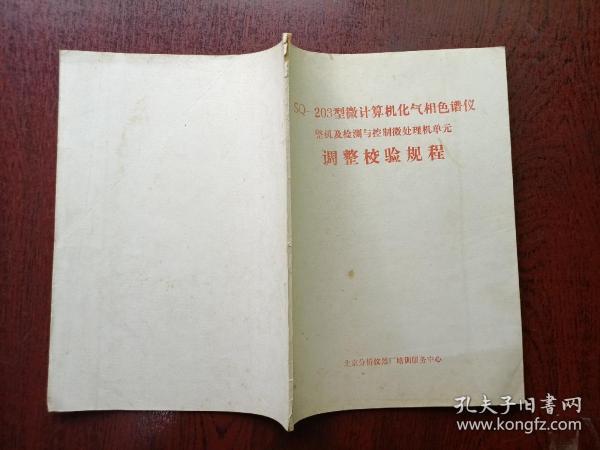 SQ-203型微计算机化气相色谱仪
整机及检测与控制微处理机单元
调整校验规程
北京分析仪器厂培训服务中心
孔夫子旧书网
www.kongfz.com